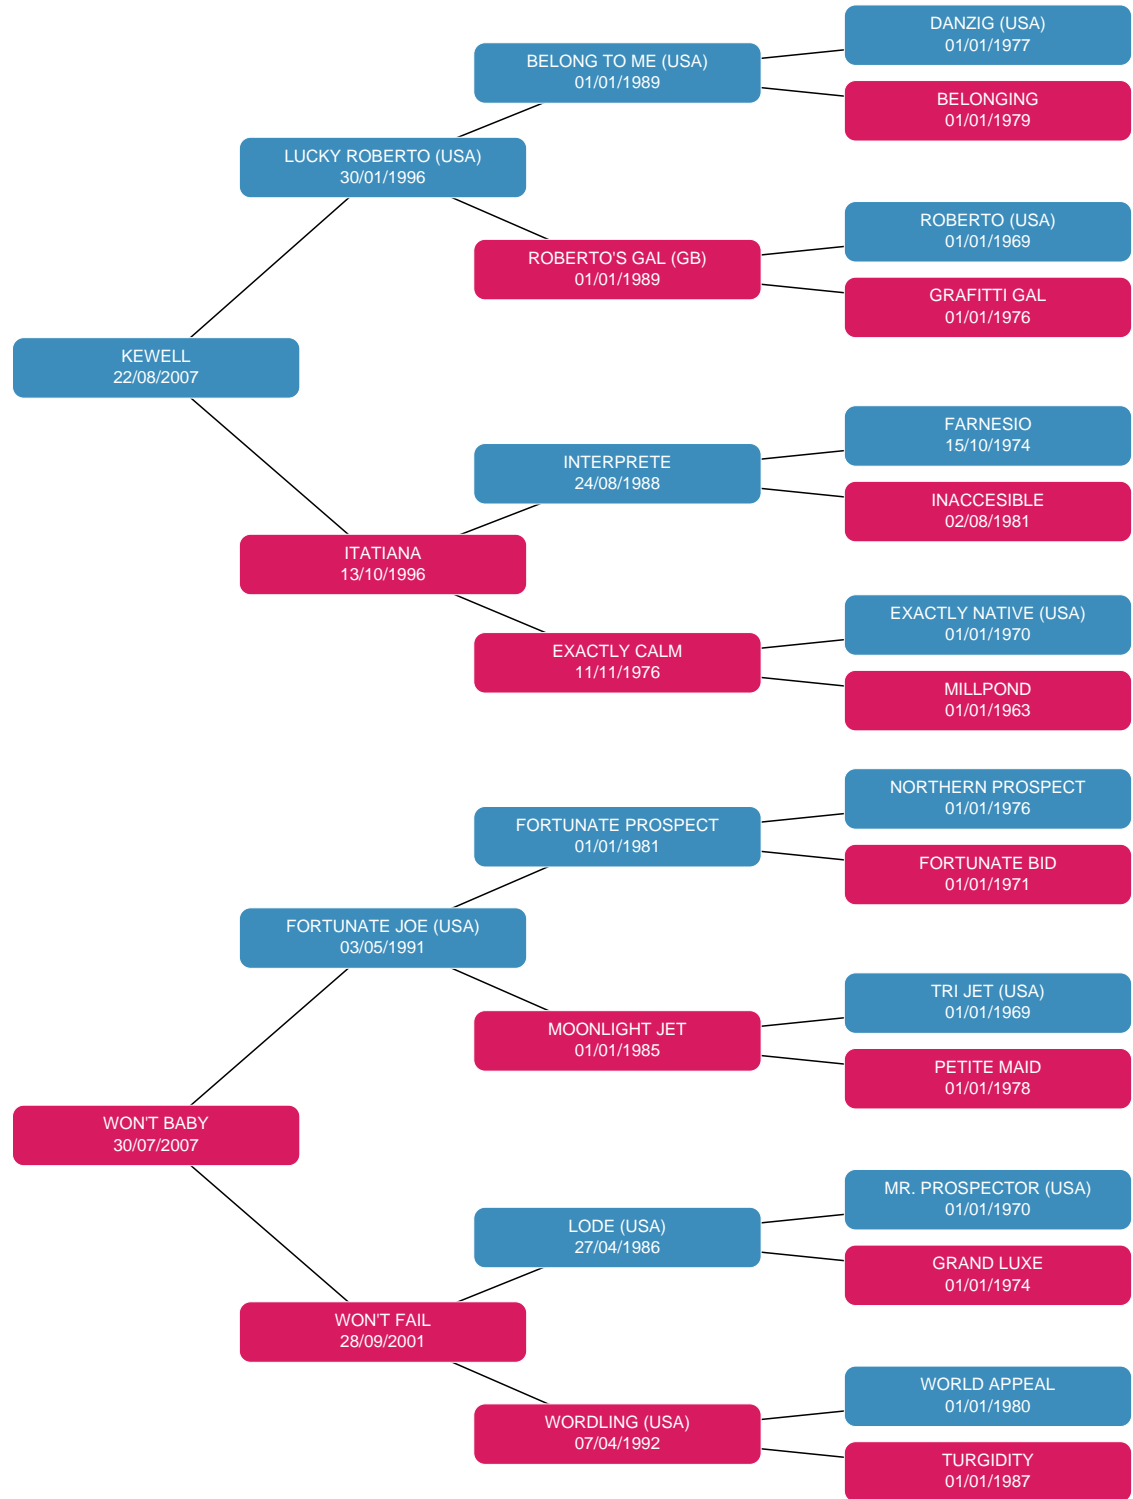 DANZIG (USA)
01/01/1977
BELONG TO ME (USA)
01/01/1989
BELONGING
01/01/1979
LUCKY ROBERTO (USA)
30/01/1996
ROBERTO (USA)
01/01/1969
ROBERTO'S GAL (GB)
01/01/1989
GRAFITTI GAL
01/01/1976
KEWELL
22/08/2007
FARNESIO
15/10/1974
INTERPRETE
24/08/1988
INACCESIBLE
02/08/1981
ITATIANA
13/10/1996
EXACTLY NATIVE (USA)
01/01/1970
EXACTLY CALM
11/11/1976
MILLPOND
01/01/1963
NORTHERN PROSPECT
01/01/1976
FORTUNATE PROSPECT
01/01/1981
FORTUNATE BID
01/01/1971
FORTUNATE JOE (USA)
03/05/1991
TRI JET (USA)
01/01/1969
MOONLIGHT JET
01/01/1985
PETITE MAID
01/01/1978
WON'T BABY
30/07/2007
MR. PROSPECTOR (USA)
01/01/1970
LODE (USA)
27/04/1986
GRAND LUXE
01/01/1974
WON'T FAIL
28/09/2001
WORLD APPEAL
01/01/1980
WORDLING (USA)
07/04/1992
TURGIDITY
01/01/1987